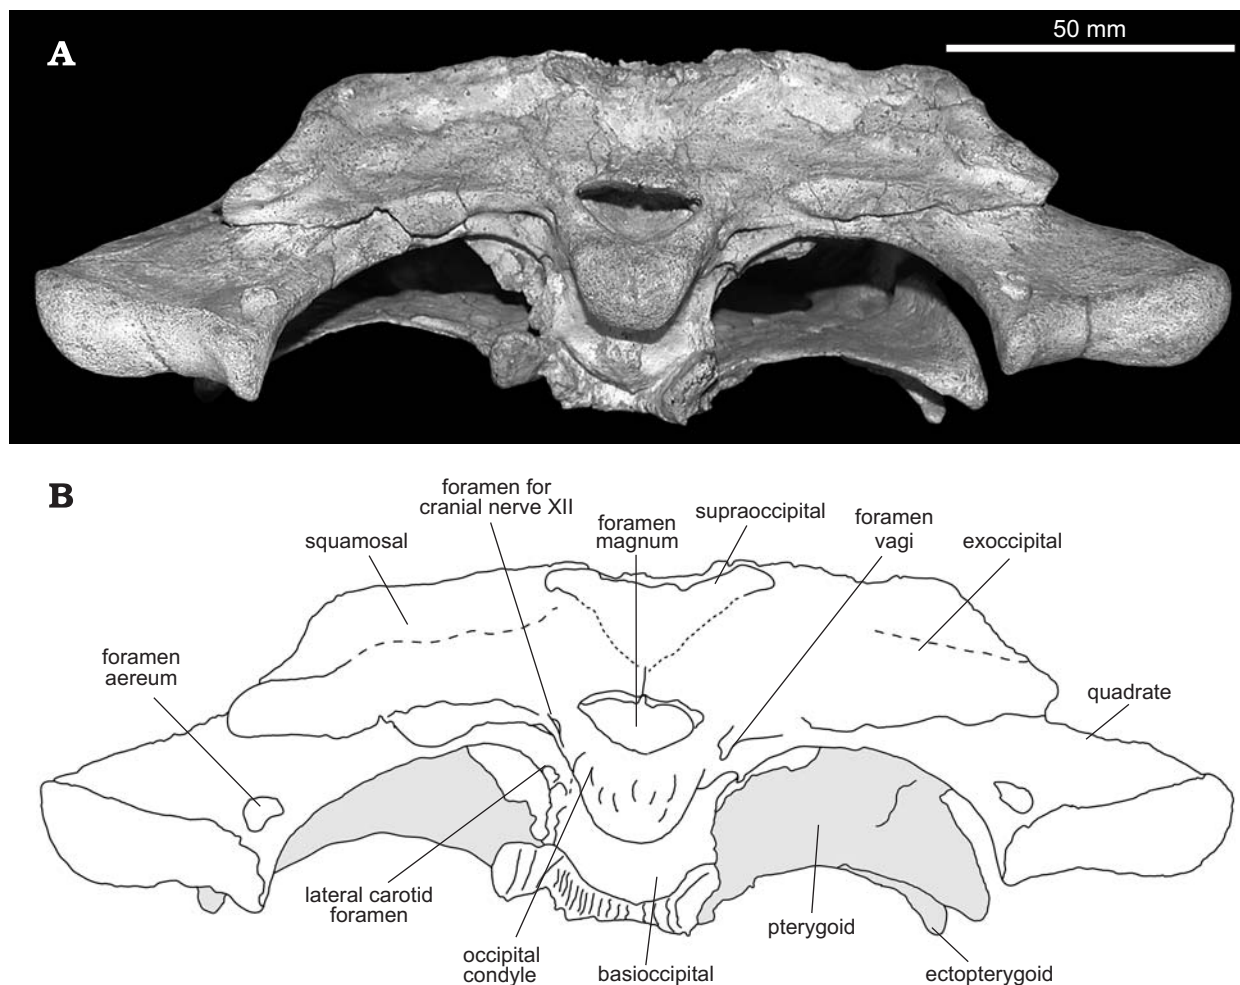 A
50 mm
B
foramen for
cranial nerve XII
foramen
magnum
supraoccipital
foramen
vagi
exoccipital
squamosal
foramen
aereum
quadrate
lateral carotid
foramen
occipital
condyle
basioccipital
pterygoid
ectopterygoid